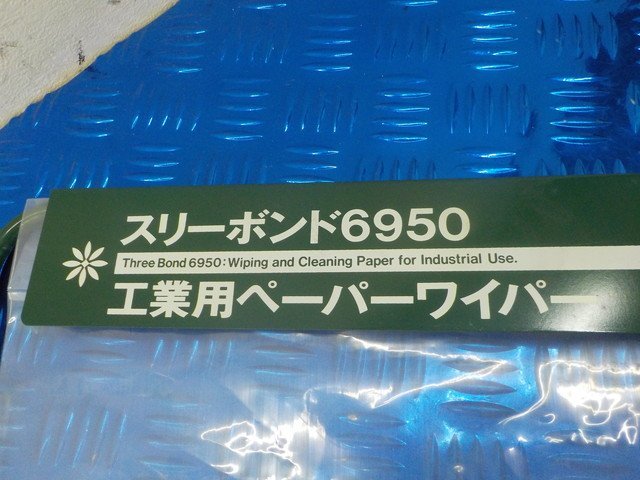 スリーボンド6950
Three Bond 6950: Wiping and Cleaning Paper for Industrial Use.
工業用ペーパーワイパー